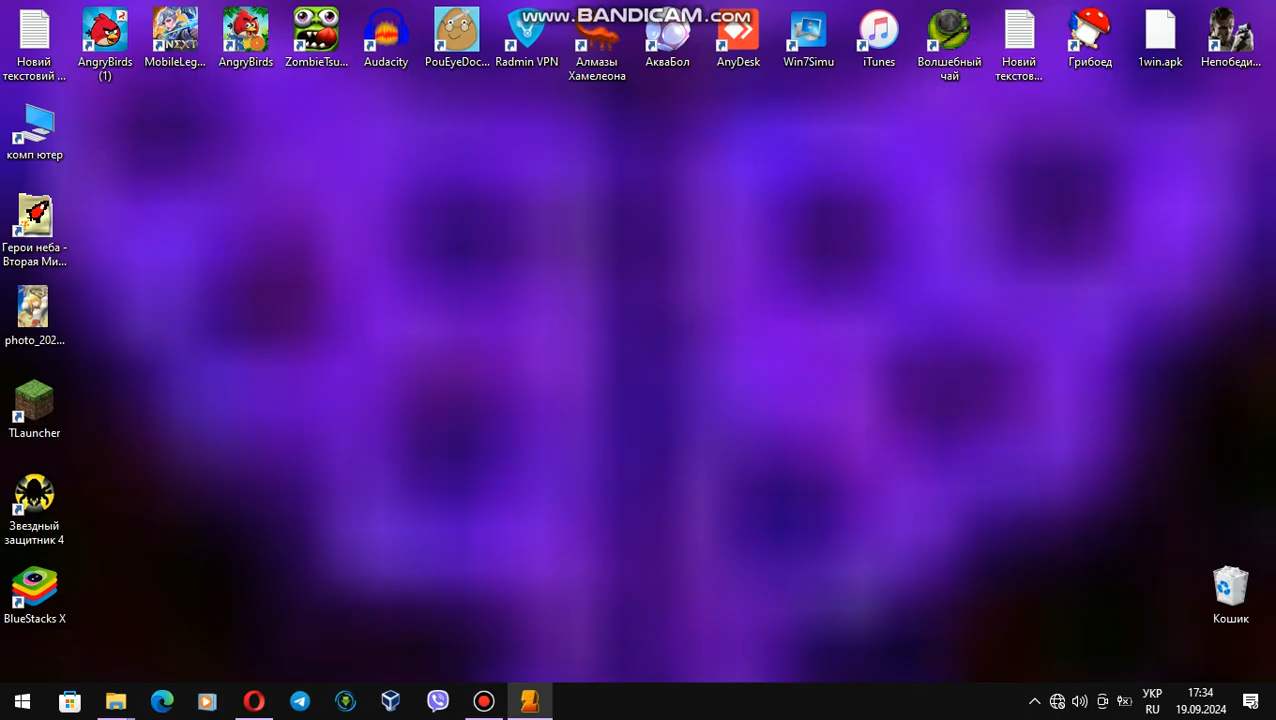 www.BANDICAM.com
Новий
текстовий ...
AngryBirds
(1)
MobileLeg...
NEXT
AngryBirds
ZombieTsu...
Audacity
PouEyeDoc...
Radmin VPN
Алмазы
Хамелеона
АкваБол
AnyDesk
Win7Simu
iTunes
Волшебный
чай
Новий
текстов...
Грибоед
1win.apk
Непобеди...
комп ютер
Герои неба -
Вторая Ми...
photo_202...
TLauncher
Звездный
защитник 4
BlueStacks X
Кошик
УКР
RU
17:34
19.09.2024